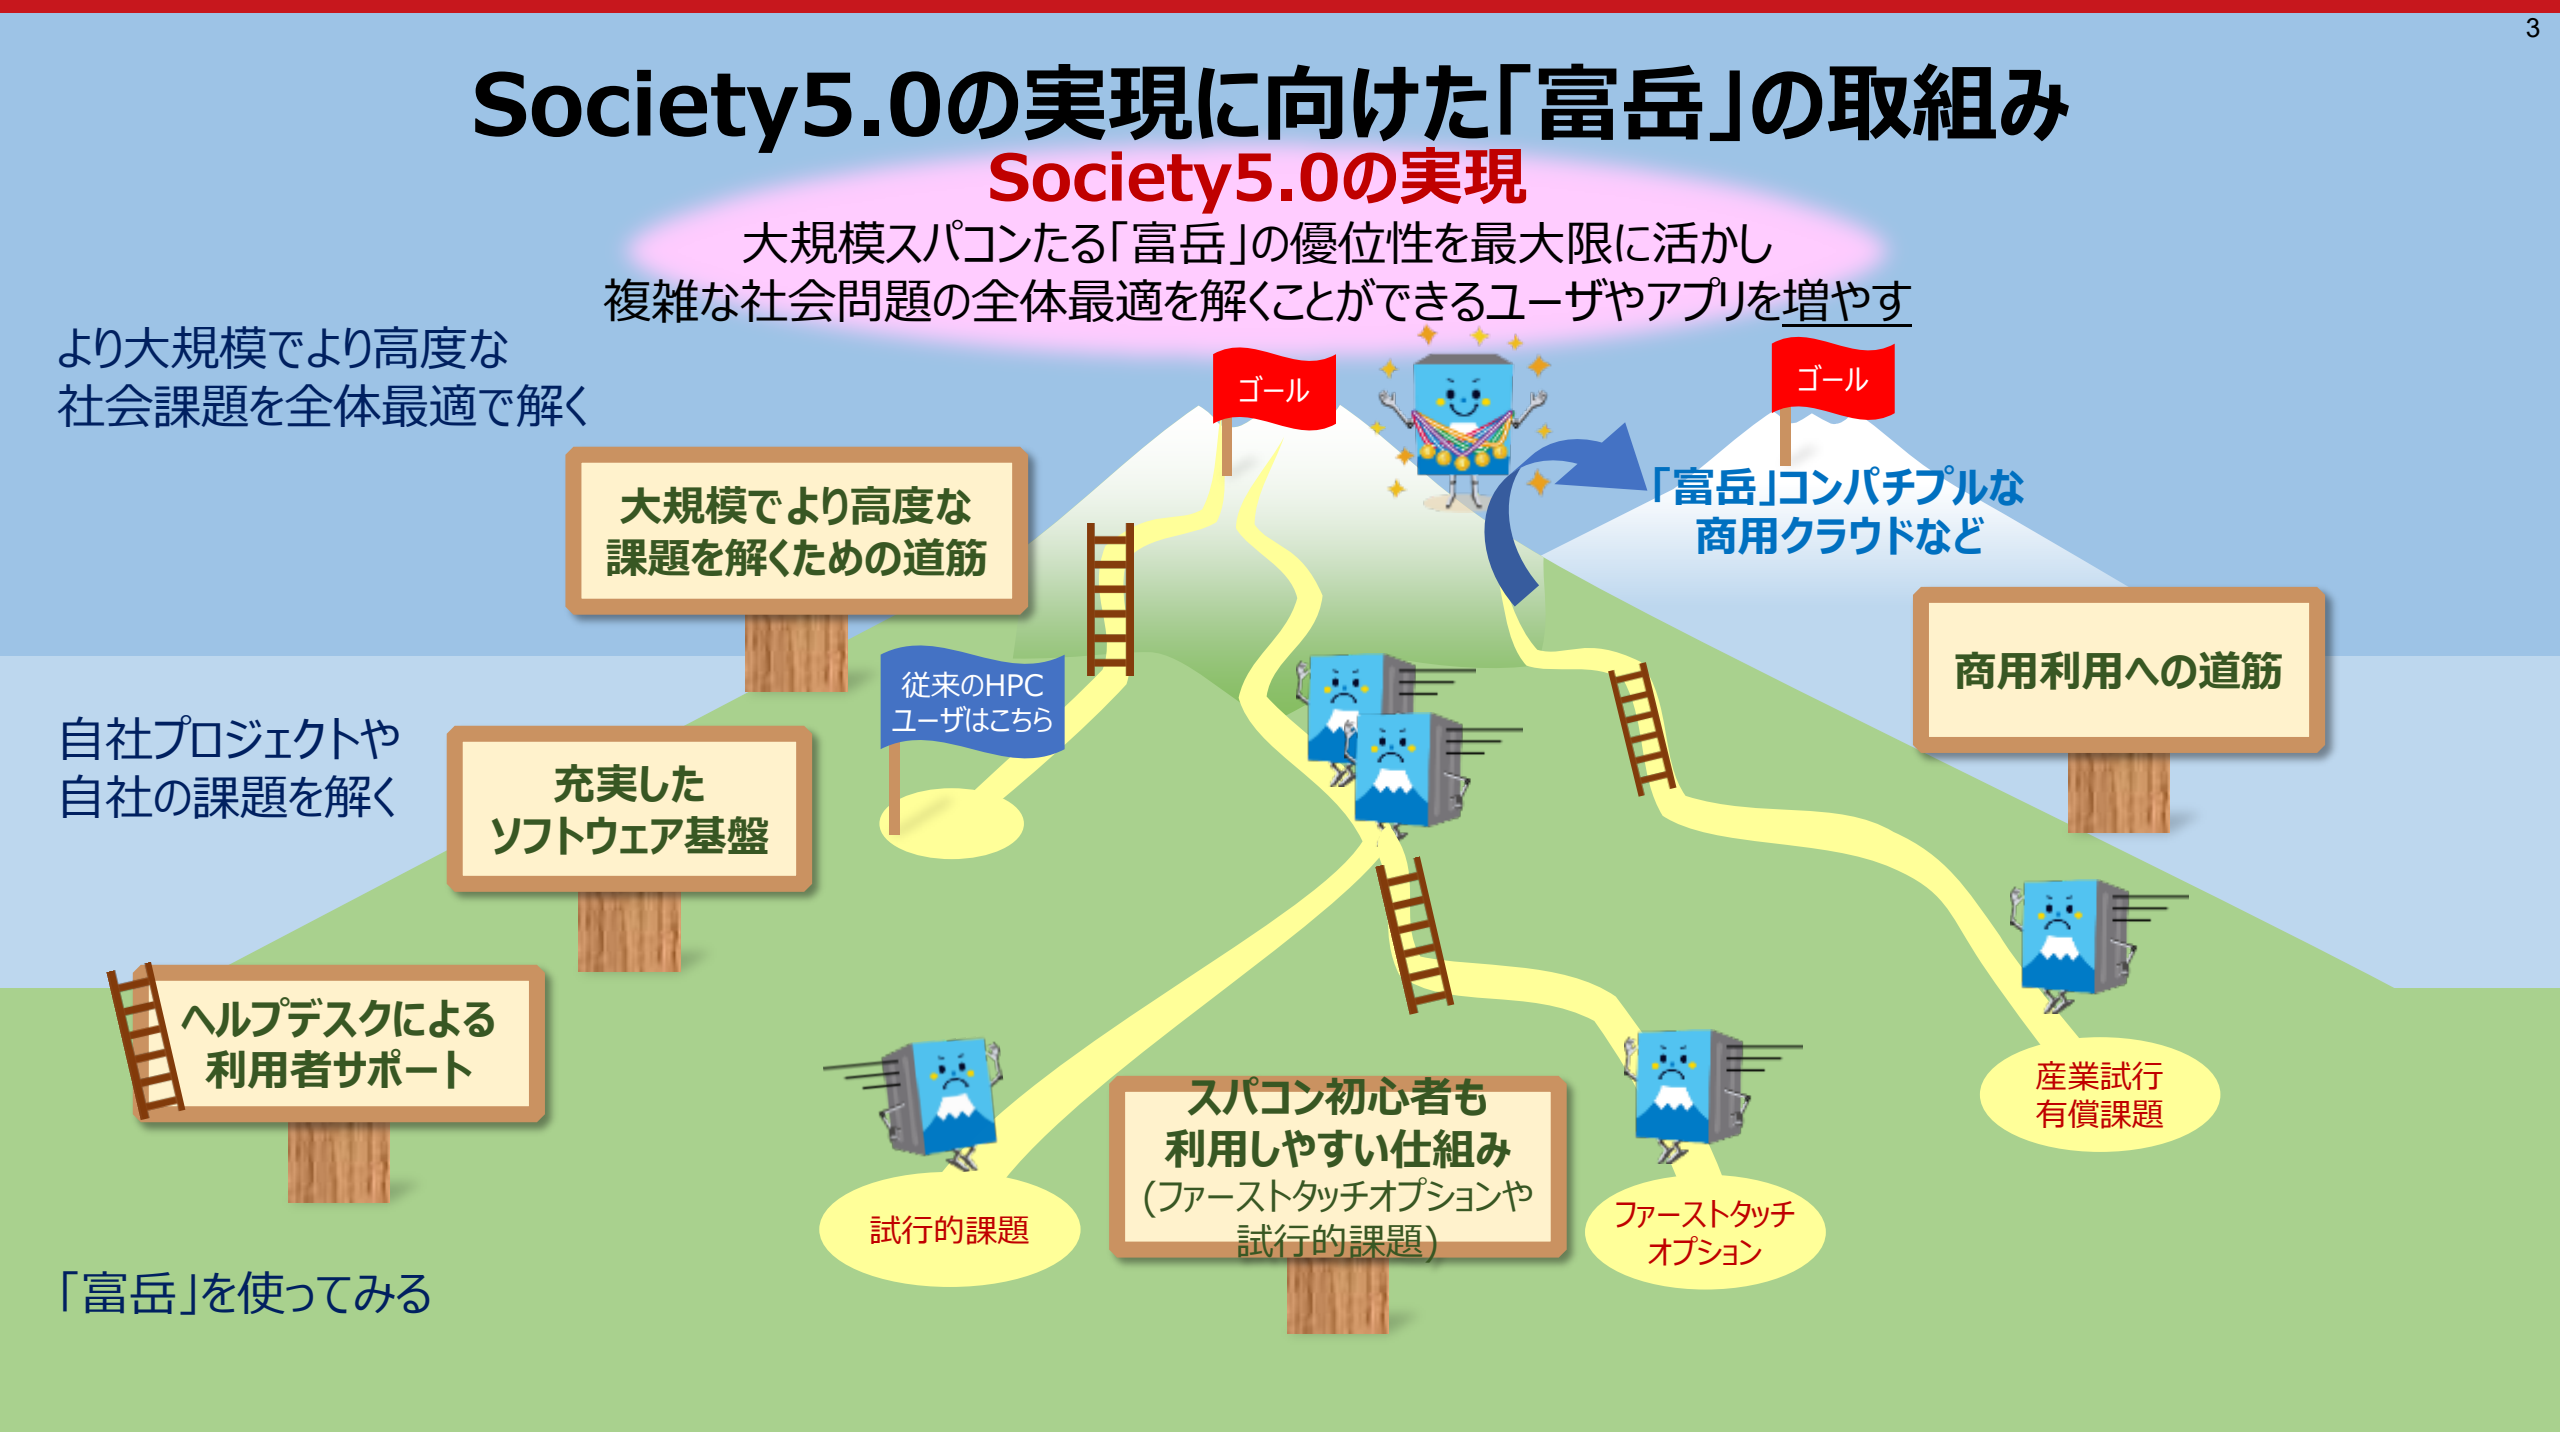 3
Society5.0の実現に向けた「富岳」の取組み
Society5.0の実現
大規模スパコンたる「富岳」の優位性を最大限に活かし
複雑な社会問題の全体最適を解くことができるユーザやアプリを増やす
より大規模でより高度な
社会課題を全体最適で解く
ゴール
ゴール
「富岳」コンパチブルな
商用クラウドなど
大規模でより高度な
課題を解くための道筋
商用利用への道筋
従来のHPC
ユーザはこちら
自社プロジェクトや
自社の課題を解く
充実した
ソフトウェア基盤
ヘルプデスクによる
利用者サポート
スパコン初心者も
利用しやすい仕組み
(ファーストタッチオプションや
試行的課題)
産業試行
有償課題
試行的課題
ファーストタッチ
オプション
「富岳」を使ってみる